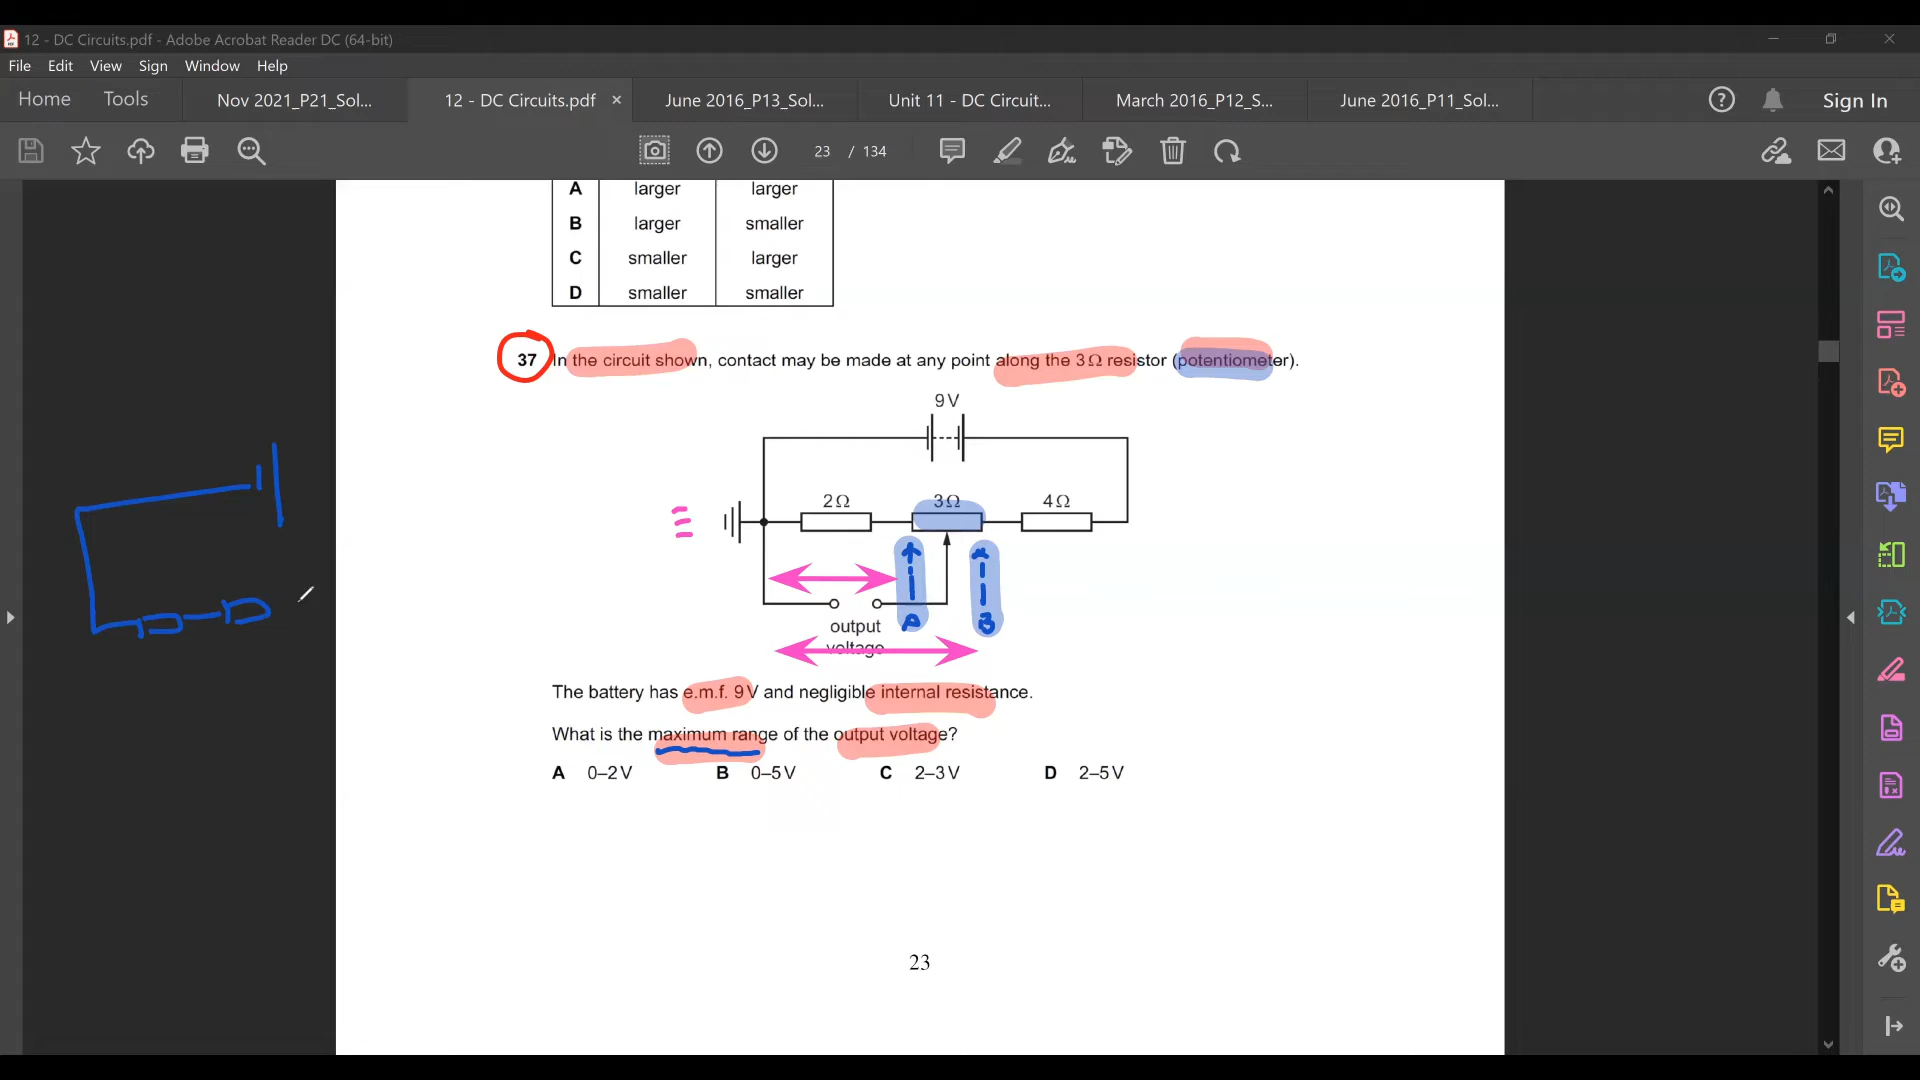 12 - DC Circuits.pdf - Adobe Acrobat Reader DC (64-bit)
File Edit View Sign Window Help
Home Tools Nov 2021_P21_Sol... 12 - DC Circuits.pdf × June 2016_P13_Sol... Unit 11 - DC Circuit... March 2016_P12_S... June 2016_P11_Sol... Sign In
23 / 134
A larger larger
B larger smaller
C smaller larger
D smaller smaller
37 In the circuit shown, contact may be made at any point along the 3Ω resistor (potentiometer).
9V
2Ω 3Ω 4Ω
A B
output
voltage
The battery has e.m.f. 9V and negligible internal resistance.
What is the maximum range of the output voltage?
A 0–2V B 0–5V C 2–3V D 2–5V
23